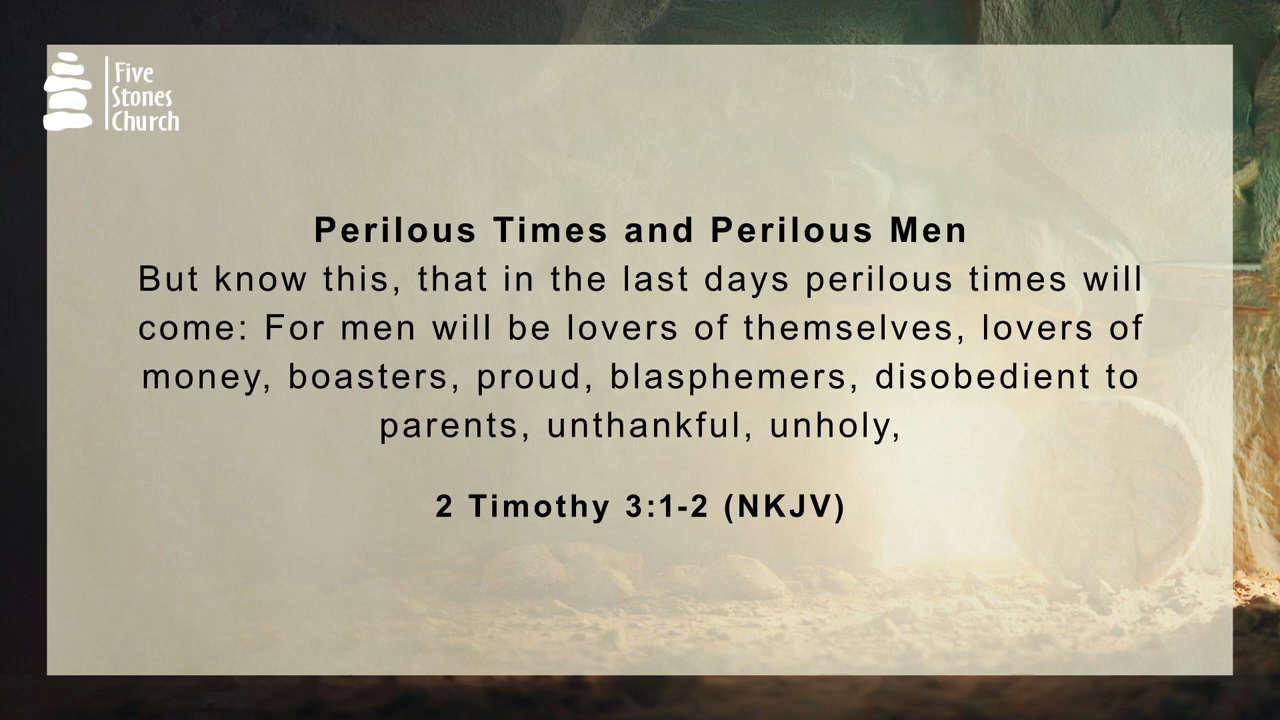 Five
Stones
Church
Perilous Times and Perilous Men
But know this, that in the last days perilous times will
come: For men will be lovers of themselves, lovers of
money, boasters, proud, blasphemers, disobedient to
parents, unthankful, unholy,
2 Timothy 3:1-2 (NKJV)